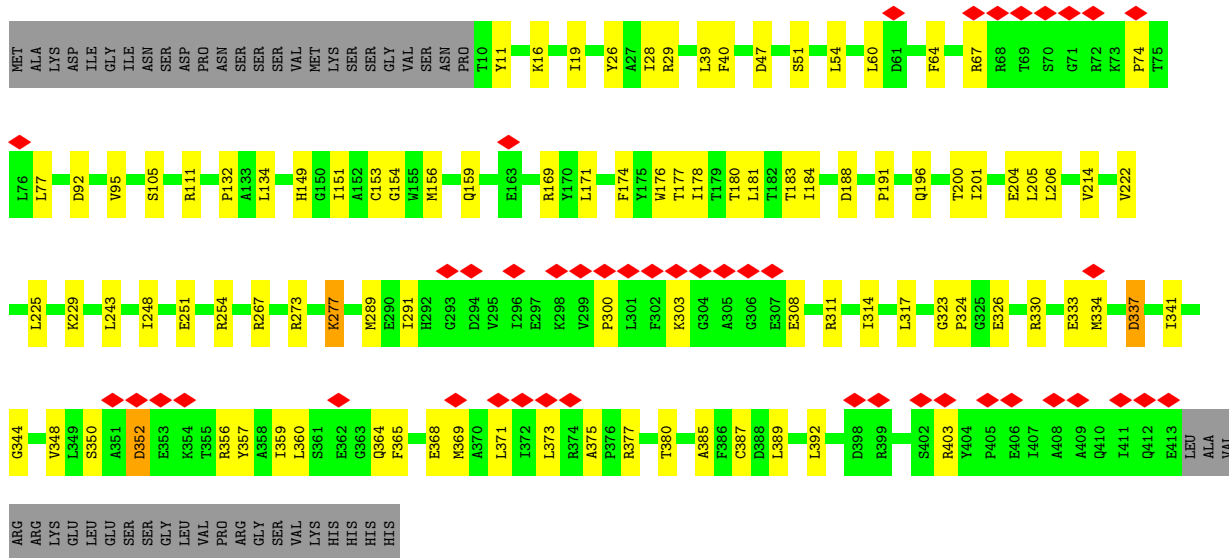 MET ALA LYS ASP ILE GLY ILE ASN SER ASP PRO ASN SER SER SER VAL MET LYS SER SER GLY VAL SER ASN PRO T10 Y11 K16 I19 Y26 A27 I28 R29 L39 F40 D47 S51 L54 L60 D61 F64 R67 R68 T69 S70 G71 R72 K73 P74 T75
L76 L77 D92 V95 S105 R111 P132 A133 L134 H149 G150 I151 A152 C153 G154 W155 M156 Q159 E163 R169 Y170 L171 F174 Y175 W176 T177 I178 T179 T180 L181 T182 T183 I184 D188 P191 Q196 T200 I201 E204 L205 L206 V214 V222
L225 K229 L243 I248 E251 R254 R267 R273 K277 M289 E290 I291 H292 G293 D294 V295 I296 E297 K298 V299 P300 L301 F302 K303 G304 A305 G306 E307 E308 R311 I314 L317 G323 P324 G325 E326 R330 E333 M334 D337 I341
G344 V348 L349 S350 A351 D352 E353 K354 T355 R356 Y357 A358 I359 L360 S361 E362 G363 Q364 F365 E368 M369 A370 L371 I372 L373 R374 A375 P376 R377 T380 A385 F386 C387 D388 L389 L392 D398 R399 S402 R403 Y404 P405 E406 I407 A408 A409 Q410 I411 Q412 E413 LEU ALA VAL
ARG ARG LYS GLU LEU GLU SER SER GLY LEU VAL PRO ARG GLY SER VAL LYS HIS HIS HIS HIS